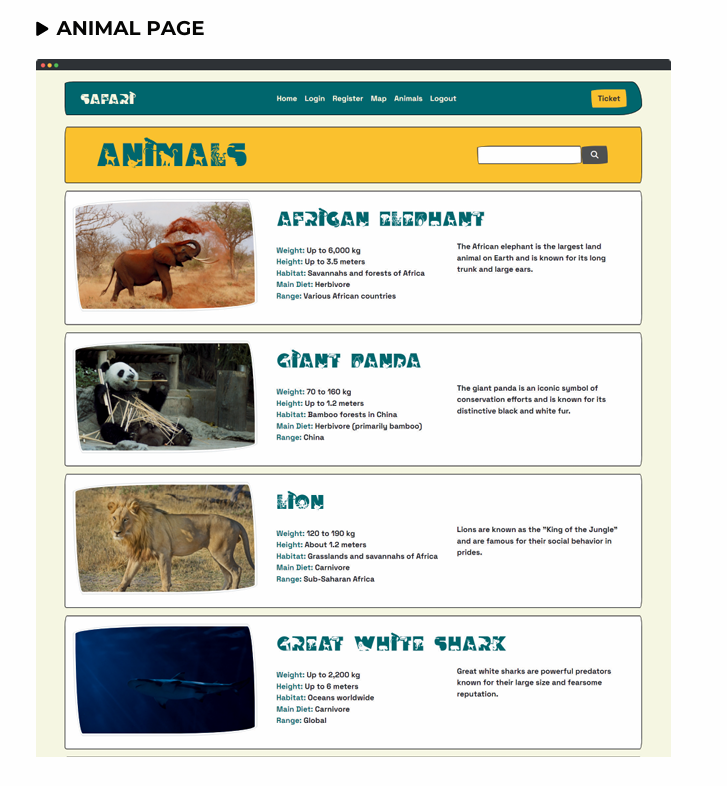 ANIMAL PAGE
SAFARI
Home Login Register Map Animals Logout
Ticket
ANIMALS
AFRICAN ELEPHANT
Weight: Up to 6,000 kg
Height: Up to 3.5 meters
Habitat: Savannahs and forests of Africa
Main Diet: Herbivore
Range: Various African countries
The African elephant is the largest land
animal on Earth and is known for its long
trunk and large ears.
GIANT PANDA
Weight: 70 to 160 kg
Height: Up to 1.2 meters
Habitat: Bamboo forests in China
Main Diet: Herbivore (primarily bamboo)
Range: China
The giant panda is an iconic symbol of
conservation efforts and is known for its
distinctive black and white fur.
LION
Weight: 120 to 190 kg
Height: About 1.2 meters
Habitat: Grasslands and savannahs of Africa
Main Diet: Carnivore
Range: Sub-Saharan Africa
Lions are known as the "King of the Jungle"
and are famous for their social behavior in
prides.
GREAT WHITE SHARK
Weight: Up to 2,200 kg
Height: Up to 6 meters
Habitat: Oceans worldwide
Main Diet: Carnivore
Range: Global
Great white sharks are powerful predators
known for their large size and fearsome
reputation.